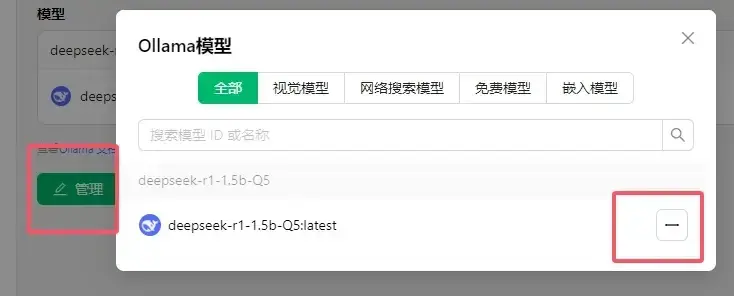 模型
deepseek-r
deeps
查看Ollama 文档
管理
Ollama模型
全部
视觉模型
网络搜索模型
免费模型
嵌入模型
搜索模型 ID 或名称
deepseek-r1-1.5b-Q5
deepseek-r1-1.5b-Q5:latest